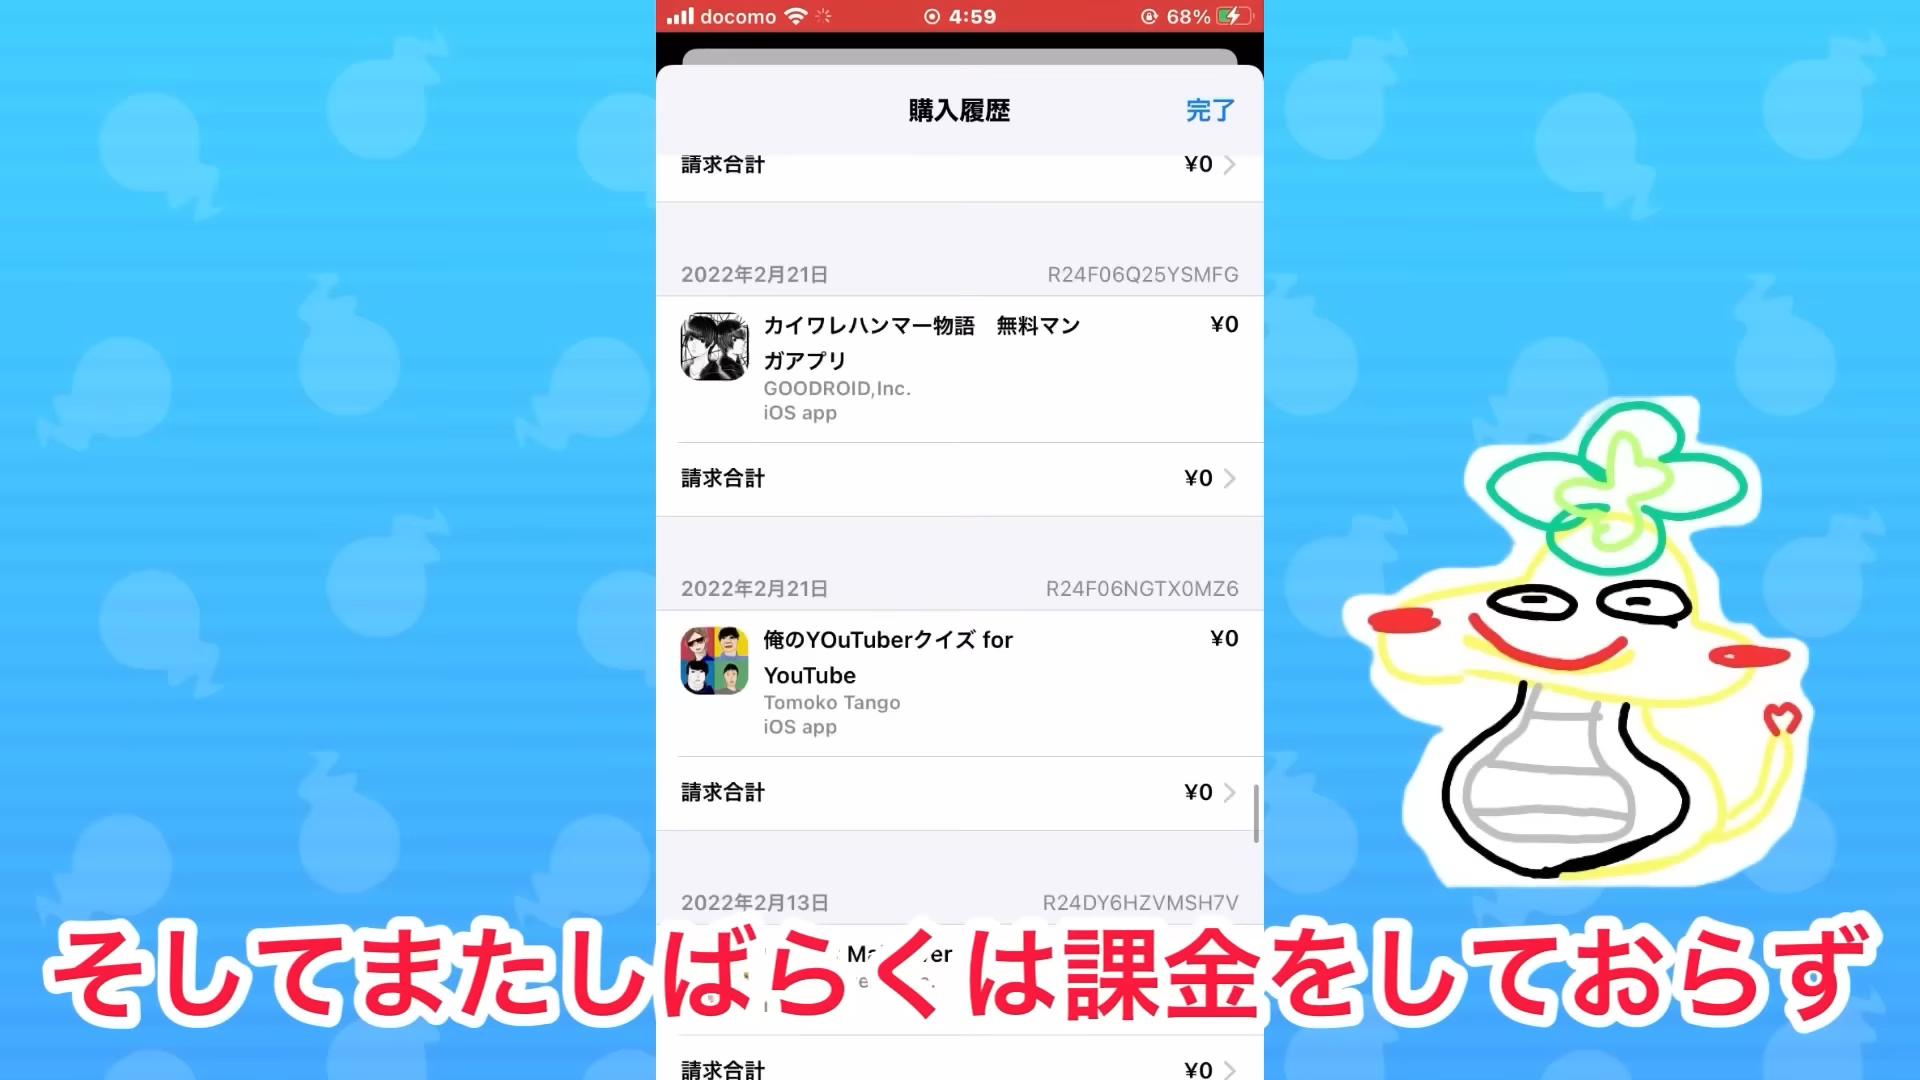 docomo 4:59 68%
購入履歴 完了
請求合計 ¥0
2022年2月21日 R24F06Q25YSMFG
カイワレハンマー物語　無料マン ¥0
ガアプリ
GOODROID,Inc.
iOS app
請求合計 ¥0
2022年2月21日 R24F06NGTX0MZ6
俺のYOuTuberクイズ for ¥0
YouTube
Tomoko Tango
iOS app
請求合計 ¥0
2022年2月13日 R24DY6HZVMSH7V
そしてまたしばらくは課金をしておらず
請求合計 ¥0